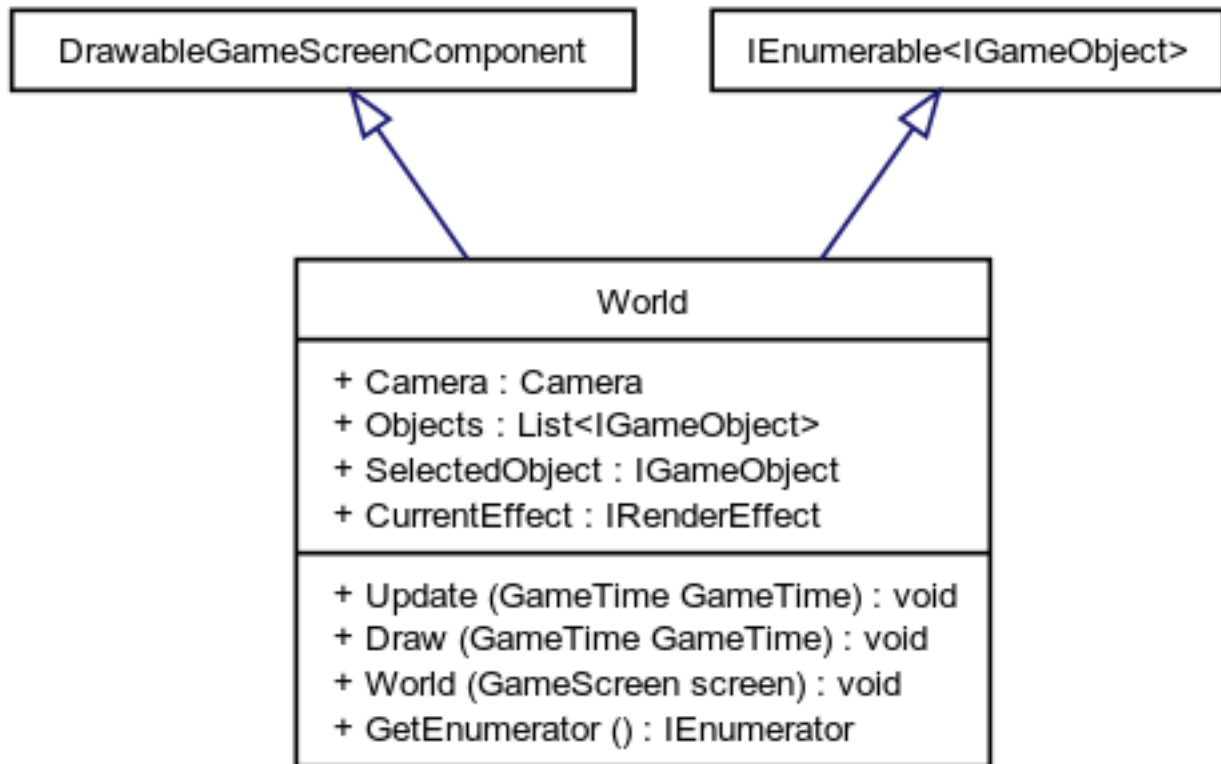 DrawableGameScreenComponent
IEnumerable<IGameObject>
World
+ Camera : Camera
+ Objects : List<IGameObject>
+ SelectedObject : IGameObject
+ CurrentEffect : IRenderEffect
+ Update (GameTime GameTime) : void
+ Draw (GameTime GameTime) : void
+ World (GameScreen screen) : void
+ GetEnumerator () : IEnumerator